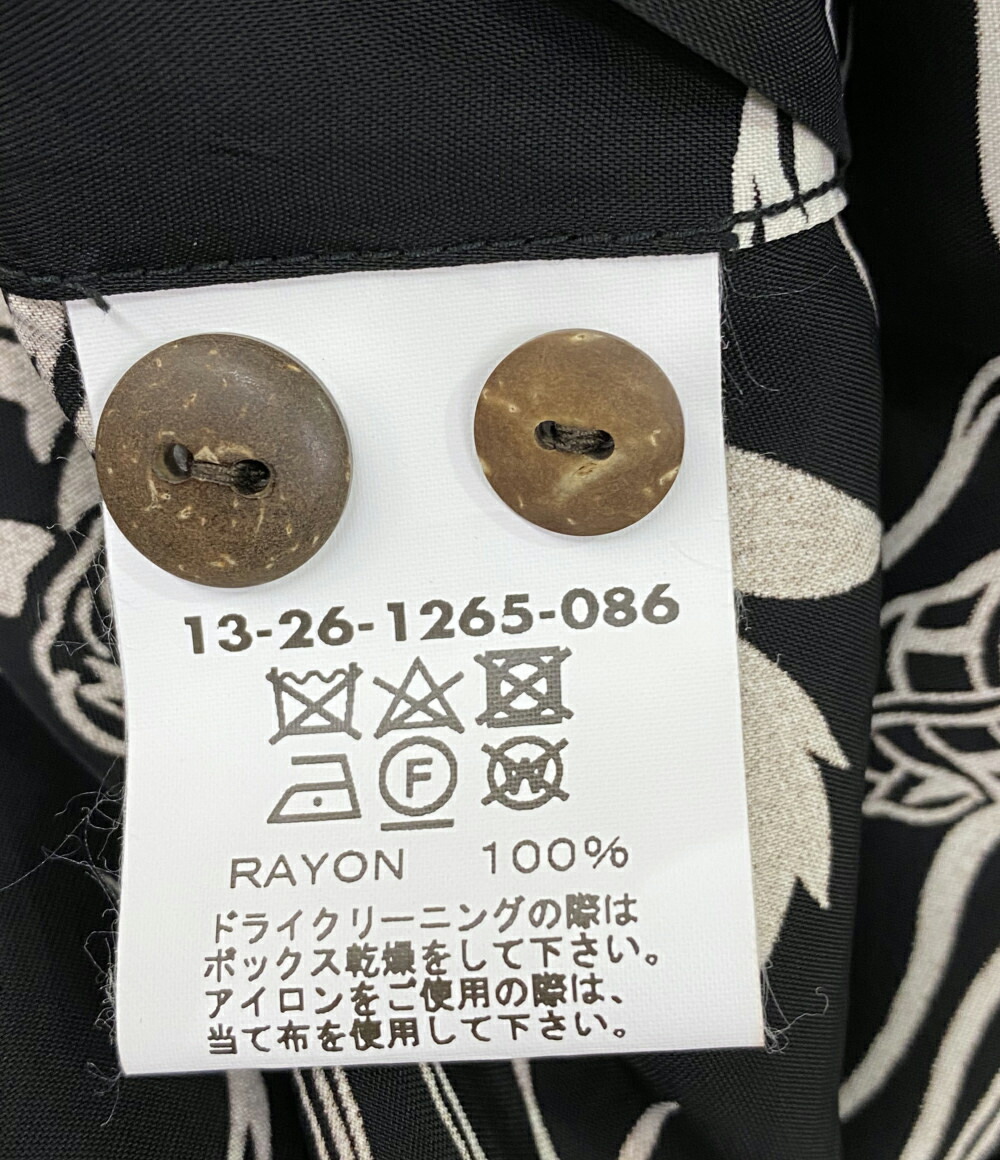 13-26-1265-086
F W
RAYON 100%
ドライクリーニングの際は
ボックス乾燥をして下さい。
アイロンをご使用の際は、
当て布を使用して下さい。